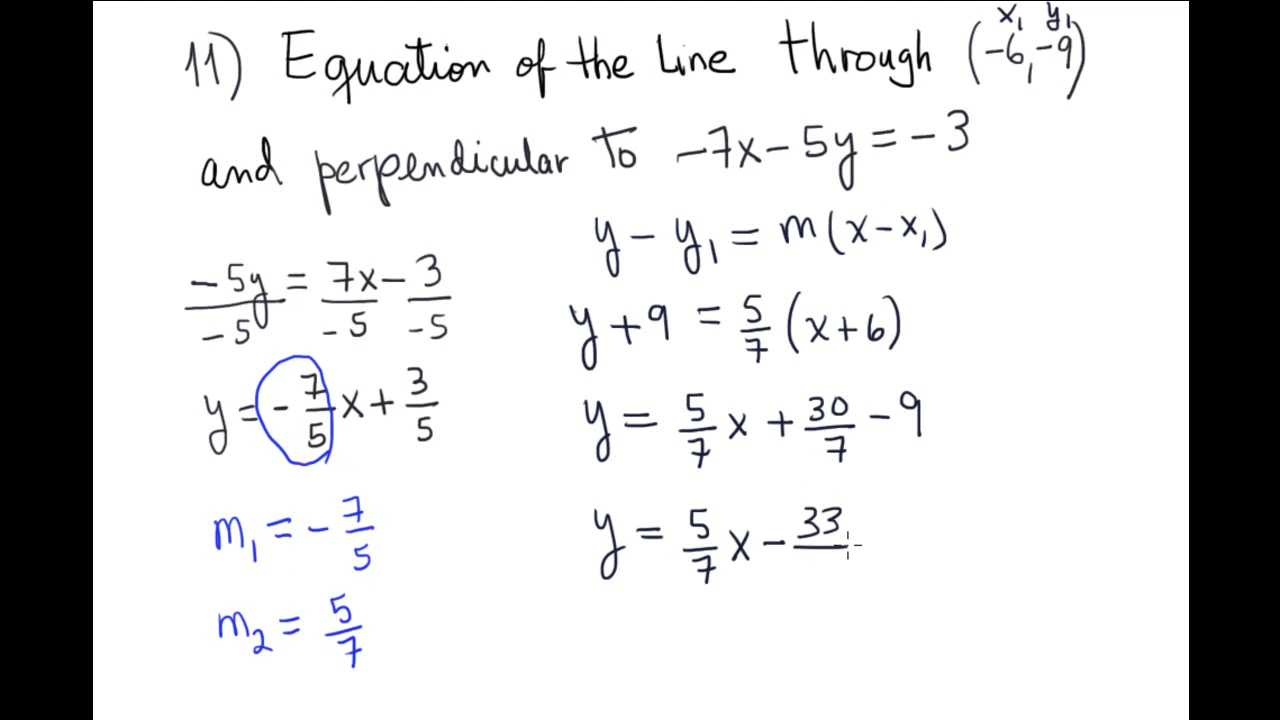 x₁ y₁
11) Equation of the line through (-6, -9)
and perpendicular to -7x - 5y = -3
-5y/-5 = 7x/-5 - 3/-5
y = -7/5 x + 3/5
m₁ = -7/5
m₂ = 5/7
y - y₁ = m(x - x₁)
y + 9 = 5/7 (x + 6)
y = 5/7 x + 30/7 - 9
y = 5/7 x - 33/